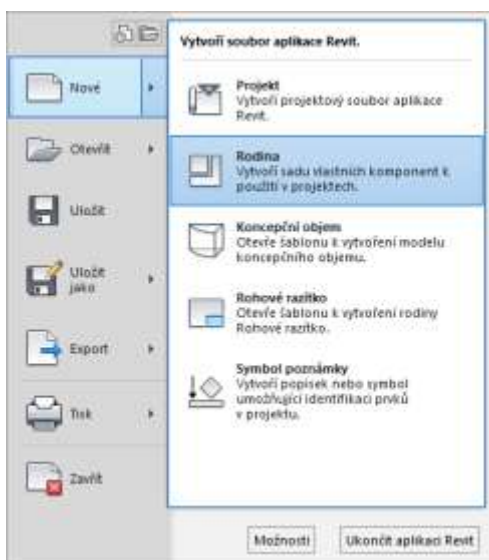 Vytvoří soubor aplikace Revit.
Nové
Projekt
Vytvoří projektový soubor aplikace
Revit.
Otevřít
Rodina
Vytvoří sadu vlastních komponent k
použití v projektech.
Uložit
Koncepční objem
Otevře šablonu k vytvoření modelu
koncepčního objemu.
Uložit
jako
Rohové razítko
Otevře šablonu k vytvoření rodiny
Rohové razítko.
Export
Symbol poznámky
Vytvoří popisek nebo symbol
umožňující identifikaci prvků
v projektu.
Tisk
Zavřít
Možnosti
Ukončit aplikaci Revit